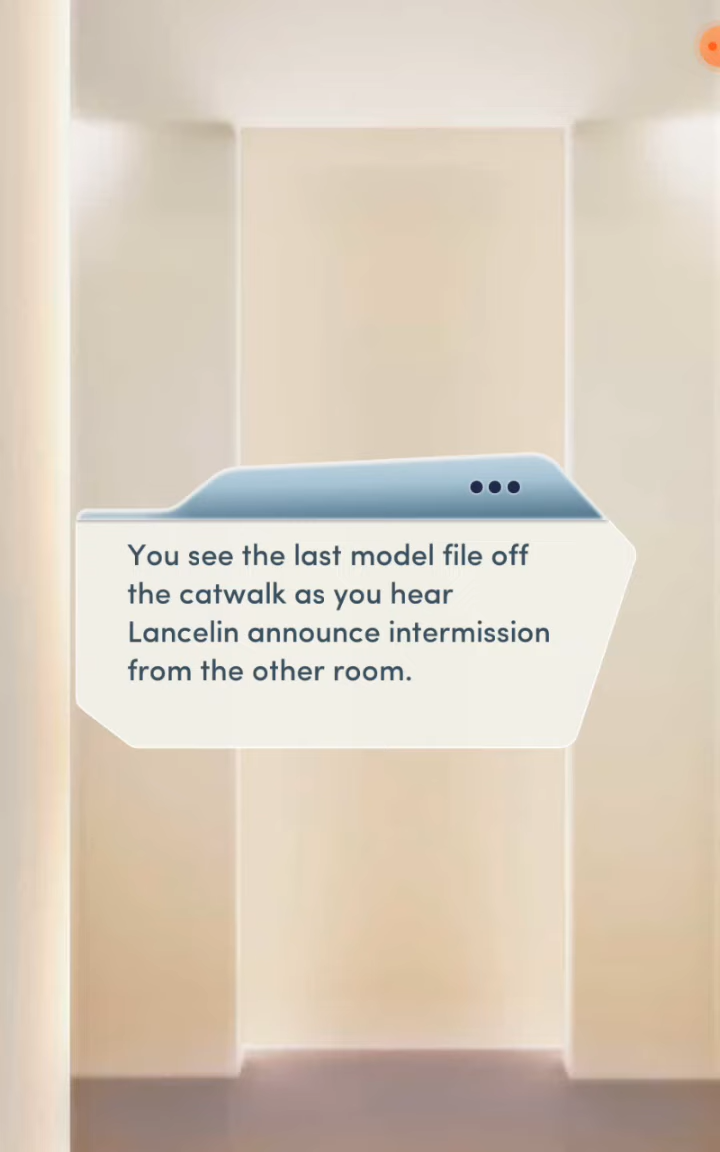 You see the last model file off
the catwalk as you hear
Lancelin announce intermission
from the other room.